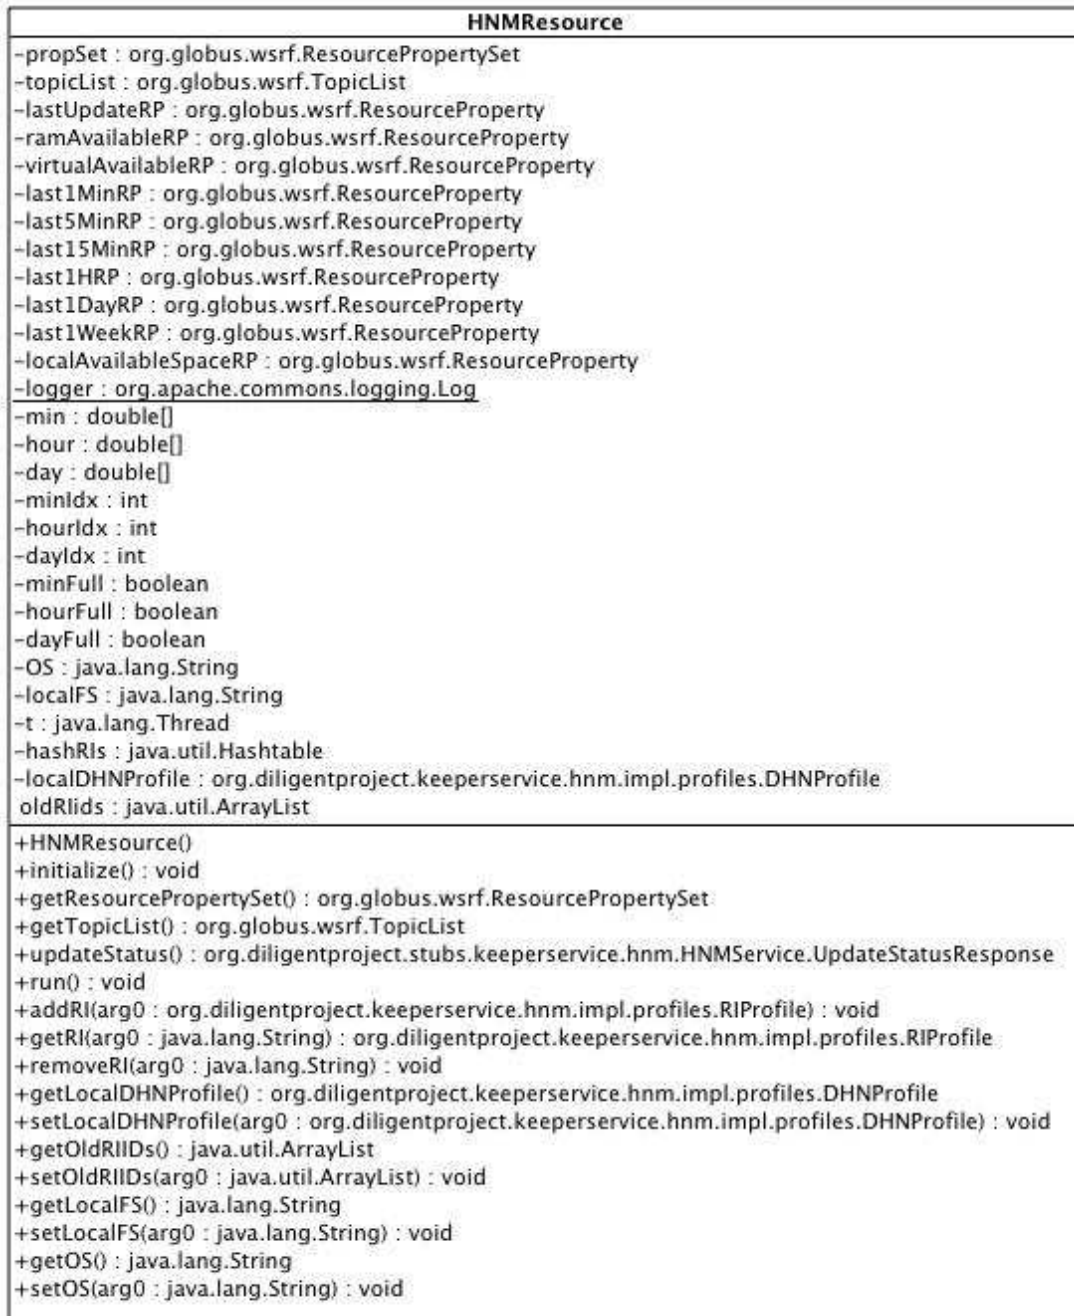 HNMResource
-propSet : org.globus.wsrf.ResourcePropertySet
-topicList : org.globus.wsrf.TopicList
-lastUpdateRP : org.globus.wsrf.ResourceProperty
-ramAvailableRP : org.globus.wsrf.ResourceProperty
-virtualAvailableRP : org.globus.wsrf.ResourceProperty
-last1MinRP : org.globus.wsrf.ResourceProperty
-last5MinRP : org.globus.wsrf.ResourceProperty
-last15MinRP : org.globus.wsrf.ResourceProperty
-last1HRP : org.globus.wsrf.ResourceProperty
-last1DayRP : org.globus.wsrf.ResourceProperty
-last1WeekRP : org.globus.wsrf.ResourceProperty
-localAvailableSpaceRP : org.globus.wsrf.ResourceProperty
-logger : org.apache.commons.logging.Log
-min : double[]
-hour : double[]
-day : double[]
-minIdx : int
-hourIdx : int
-dayIdx : int
-minFull : boolean
-hourFull : boolean
-dayFull : boolean
-OS : java.lang.String
-localFS : java.lang.String
-t : java.lang.Thread
-hashRIs : java.util.Hashtable
-localDHNProfile : org.diligentproject.keeperservice.hnm.impl.profiles.DHNProfile
oldRIids : java.util.ArrayList
+HNMResource()
+initialize() : void
+getResourcePropertySet() : org.globus.wsrf.ResourcePropertySet
+getTopicList() : org.globus.wsrf.TopicList
+updateStatus() : org.diligentproject.stubs.keeperservice.hnm.HNMService.UpdateStatusResponse
+run() : void
+addRI(arg0 : org.diligentproject.keeperservice.hnm.impl.profiles.RIProfile) : void
+getRI(arg0 : java.lang.String) : org.diligentproject.keeperservice.hnm.impl.profiles.RIProfile
+removeRI(arg0 : java.lang.String) : void
+getLocalDHNProfile() : org.diligentproject.keeperservice.hnm.impl.profiles.DHNProfile
+setLocalDHNProfile(arg0 : org.diligentproject.keeperservice.hnm.impl.profiles.DHNProfile) : void
+getOldRIIDs() : java.util.ArrayList
+setOldRIIDs(arg0 : java.util.ArrayList) : void
+getLocalFS() : java.lang.String
+setLocalFS(arg0 : java.lang.String) : void
+getOS() : java.lang.String
+setOS(arg0 : java.lang.String) : void